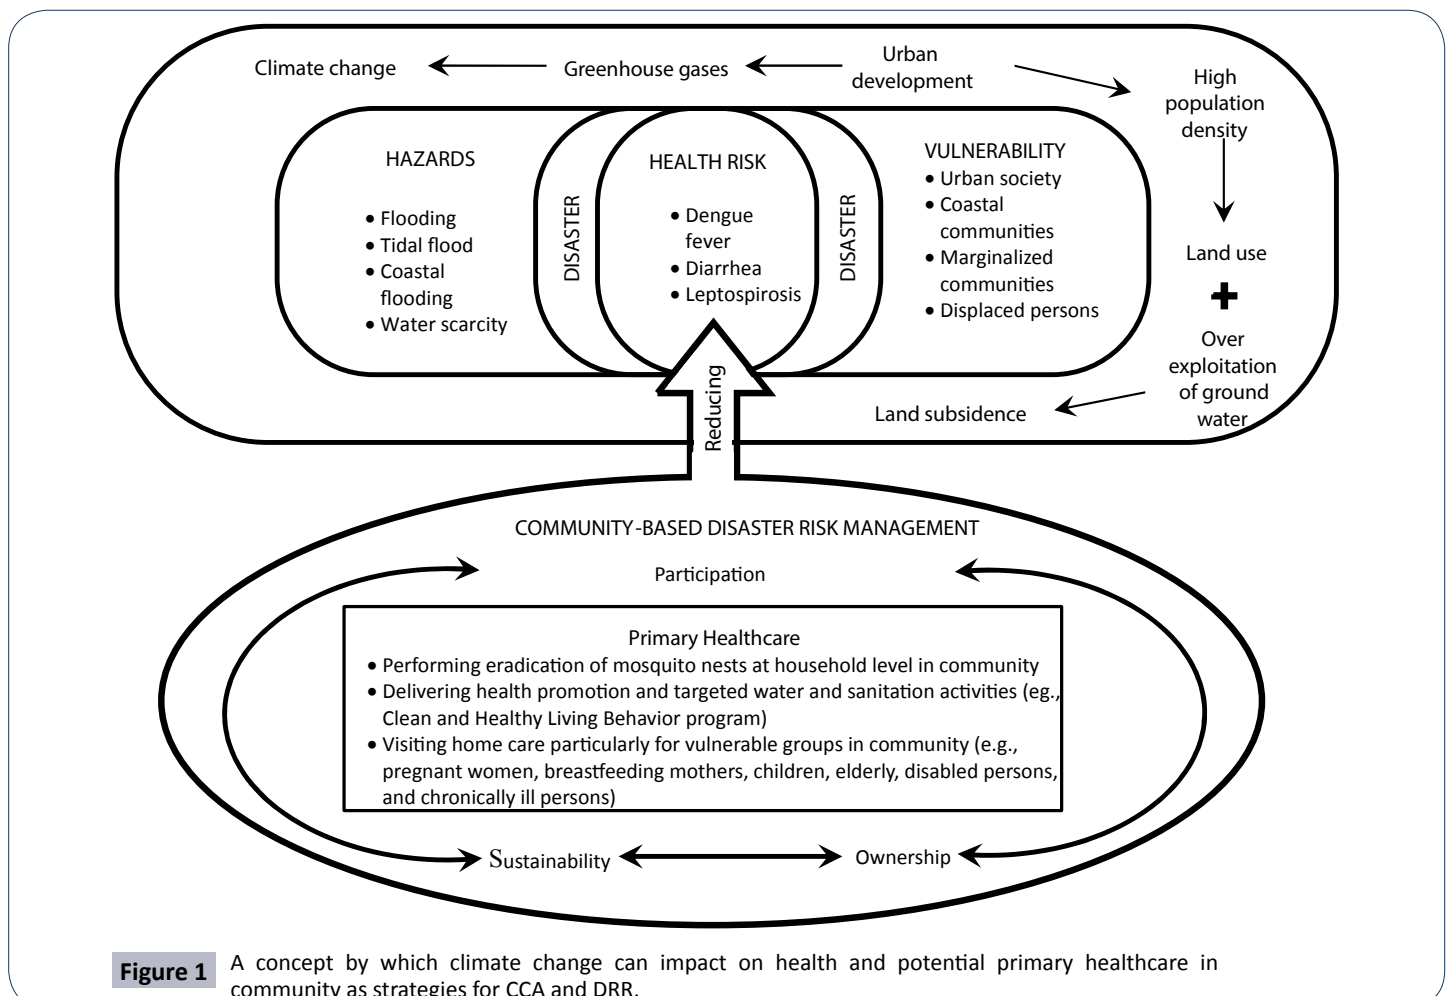 Climate change
Greenhouse gases
Urban
development
High
population
density
Land use
+
Over
exploitation
of ground
water
Land subsidence
HAZARDS
• Flooding
• Tidal flood
• Coastal
flooding
• Water scarcity
DISASTER
HEALTH RISK
• Dengue
fever
• Diarrhea
• Leptospirosis
DISASTER
VULNERABILITY
• Urban society
• Coastal
communities
• Marginalized
communities
• Displaced persons
Reducing
COMMUNITY-BASED DISASTER RISK MANAGEMENT
Participation
Primary Healthcare
• Performing eradication of mosquito nests at household level in community
• Delivering health promotion and targeted water and sanitation activities (eg.,
Clean and Healthy Living Behavior program)
• Visiting home care particularly for vulnerable groups in community (e.g.,
pregnant women, breastfeeding mothers, children, elderly, disabled persons,
and chronically ill persons)
Sustainability
Ownership
Figure 1 A concept by which climate change can impact on health and potential primary healthcare in
community as strategies for CCA and DRR.